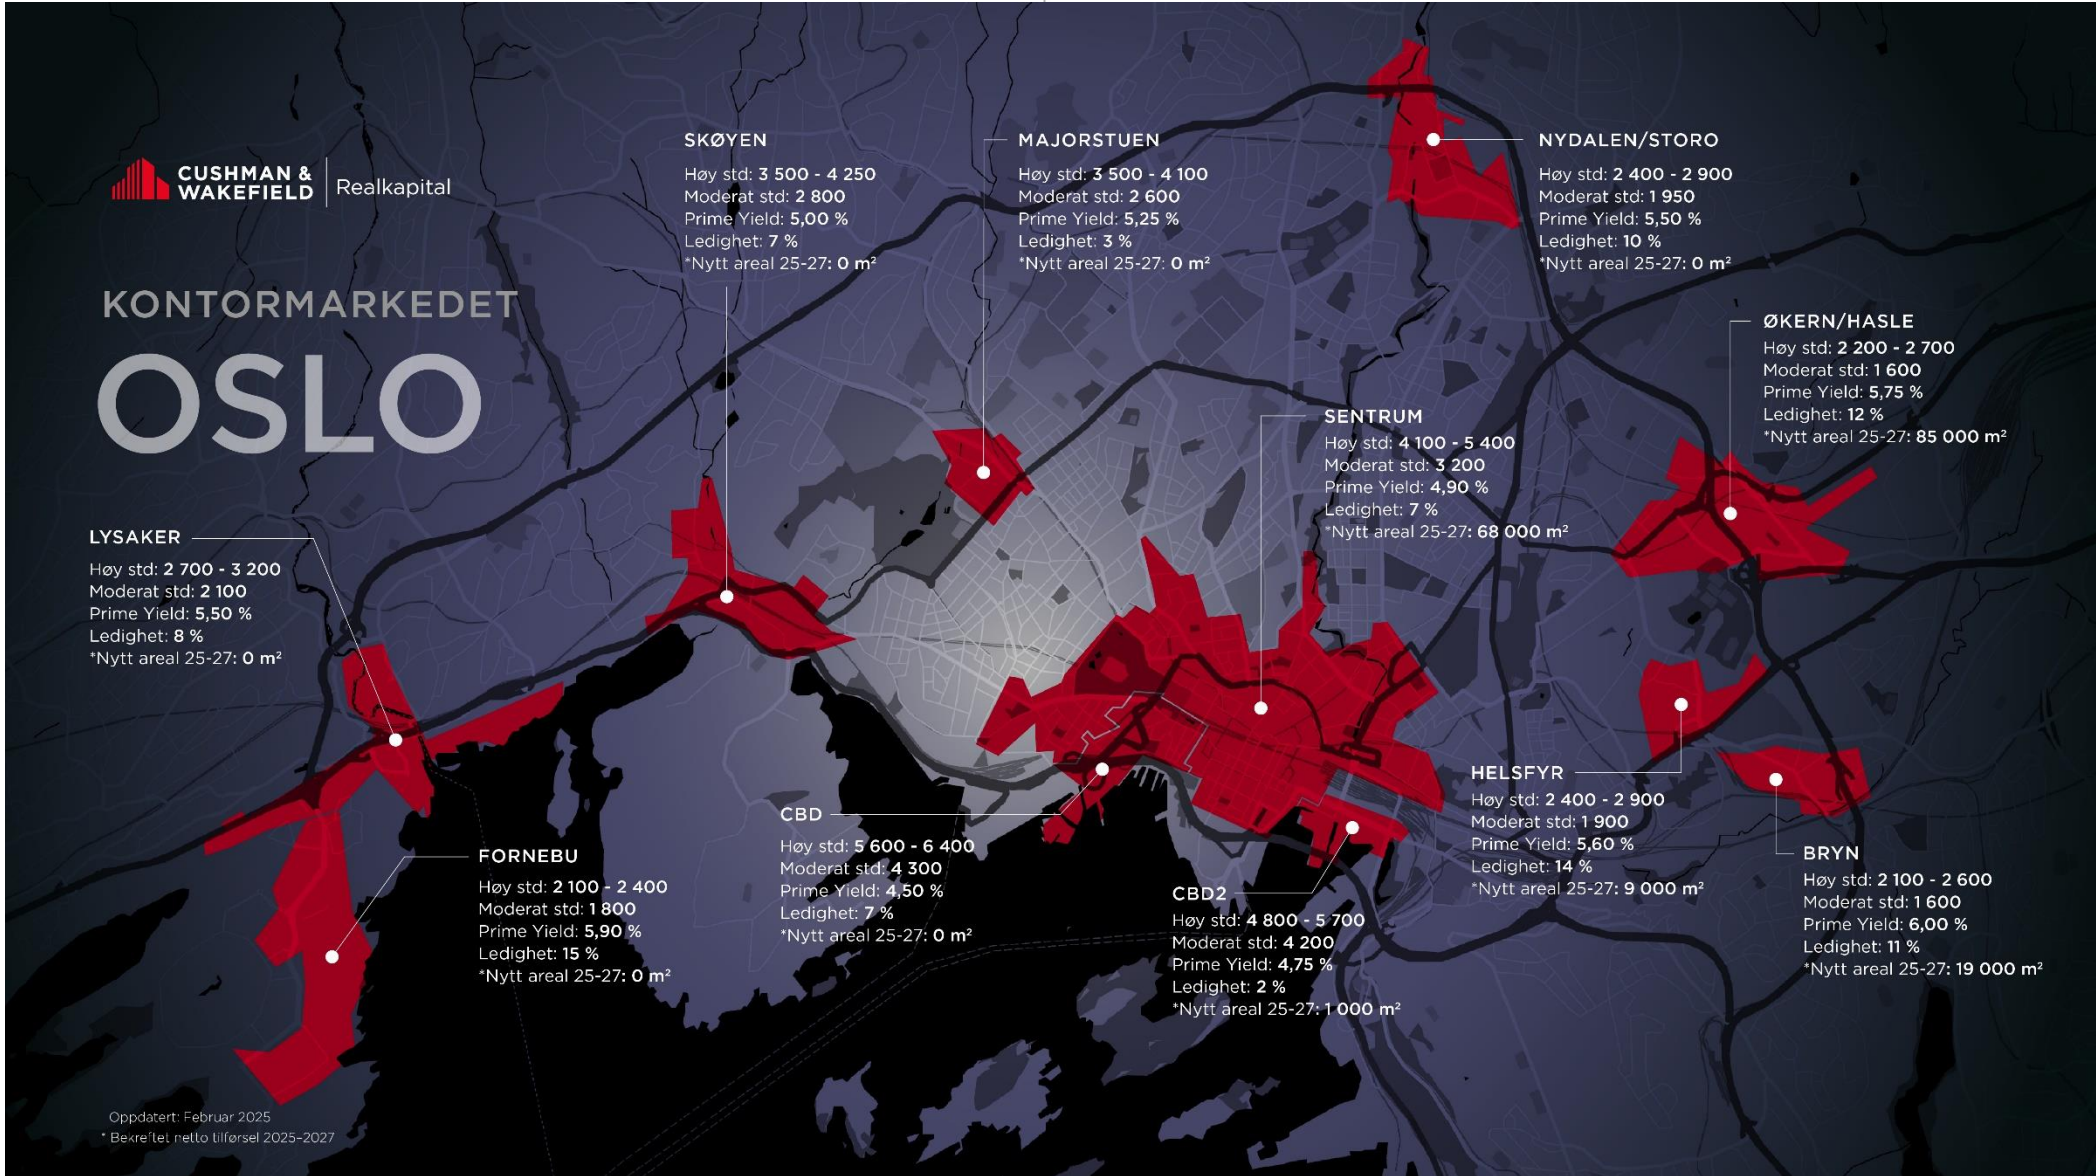 CUSHMAN &
WAKEFIELD
Realkapital
KONTORMARKEDET
OSLO
SKØYEN
Høy std: 3 500 - 4 250
Moderat std: 2 800
Prime Yield: 5,00 %
Ledighet: 7 %
*Nytt areal 25-27: 0 m²
MAJORSTUEN
Høy std: 3 500 - 4 100
Moderat std: 2 600
Prime Yield: 5,25 %
Ledighet: 3 %
*Nytt areal 25-27: 0 m²
NYDALEN/STORO
Høy std: 2 400 - 2 900
Moderat std: 1 950
Prime Yield: 5,50 %
Ledighet: 10 %
*Nytt areal 25-27: 0 m²
ØKERN/HASLE
Høy std: 2 200 - 2 700
Moderat std: 1 600
Prime Yield: 5,75 %
Ledighet: 12 %
*Nytt areal 25-27: 85 000 m²
SENTRUM
Høy std: 4 100 - 5 400
Moderat std: 3 200
Prime Yield: 4,90 %
Ledighet: 7 %
*Nytt areal 25-27: 68 000 m²
LYSAKER
Høy std: 2 700 - 3 200
Moderat std: 2 100
Prime Yield: 5,50 %
Ledighet: 8 %
*Nytt areal 25-27: 0 m²
FORNEBU
Høy std: 2 100 - 2 400
Moderat std: 1 800
Prime Yield: 5,90 %
Ledighet: 15 %
*Nytt areal 25-27: 0 m²
CBD
Høy std: 5 600 - 6 400
Moderat std: 4 300
Prime Yield: 4,50 %
Ledighet: 7 %
*Nytt areal 25-27: 0 m²
CBD2
Høy std: 4 800 - 5 700
Moderat std: 4 200
Prime Yield: 4,75 %
Ledighet: 2 %
*Nytt areal 25-27: 1 000 m²
HELSFYR
Høy std: 2 400 - 2 900
Moderat std: 1 900
Prime Yield: 5,60 %
Ledighet: 14 %
*Nytt areal 25-27: 9 000 m²
BRYN
Høy std: 2 100 - 2 600
Moderat std: 1 600
Prime Yield: 6,00 %
Ledighet: 11 %
*Nytt areal 25-27: 19 000 m²
Oppdatert: Februar 2025
* Bekreftet netto tilførsel 2025-2027